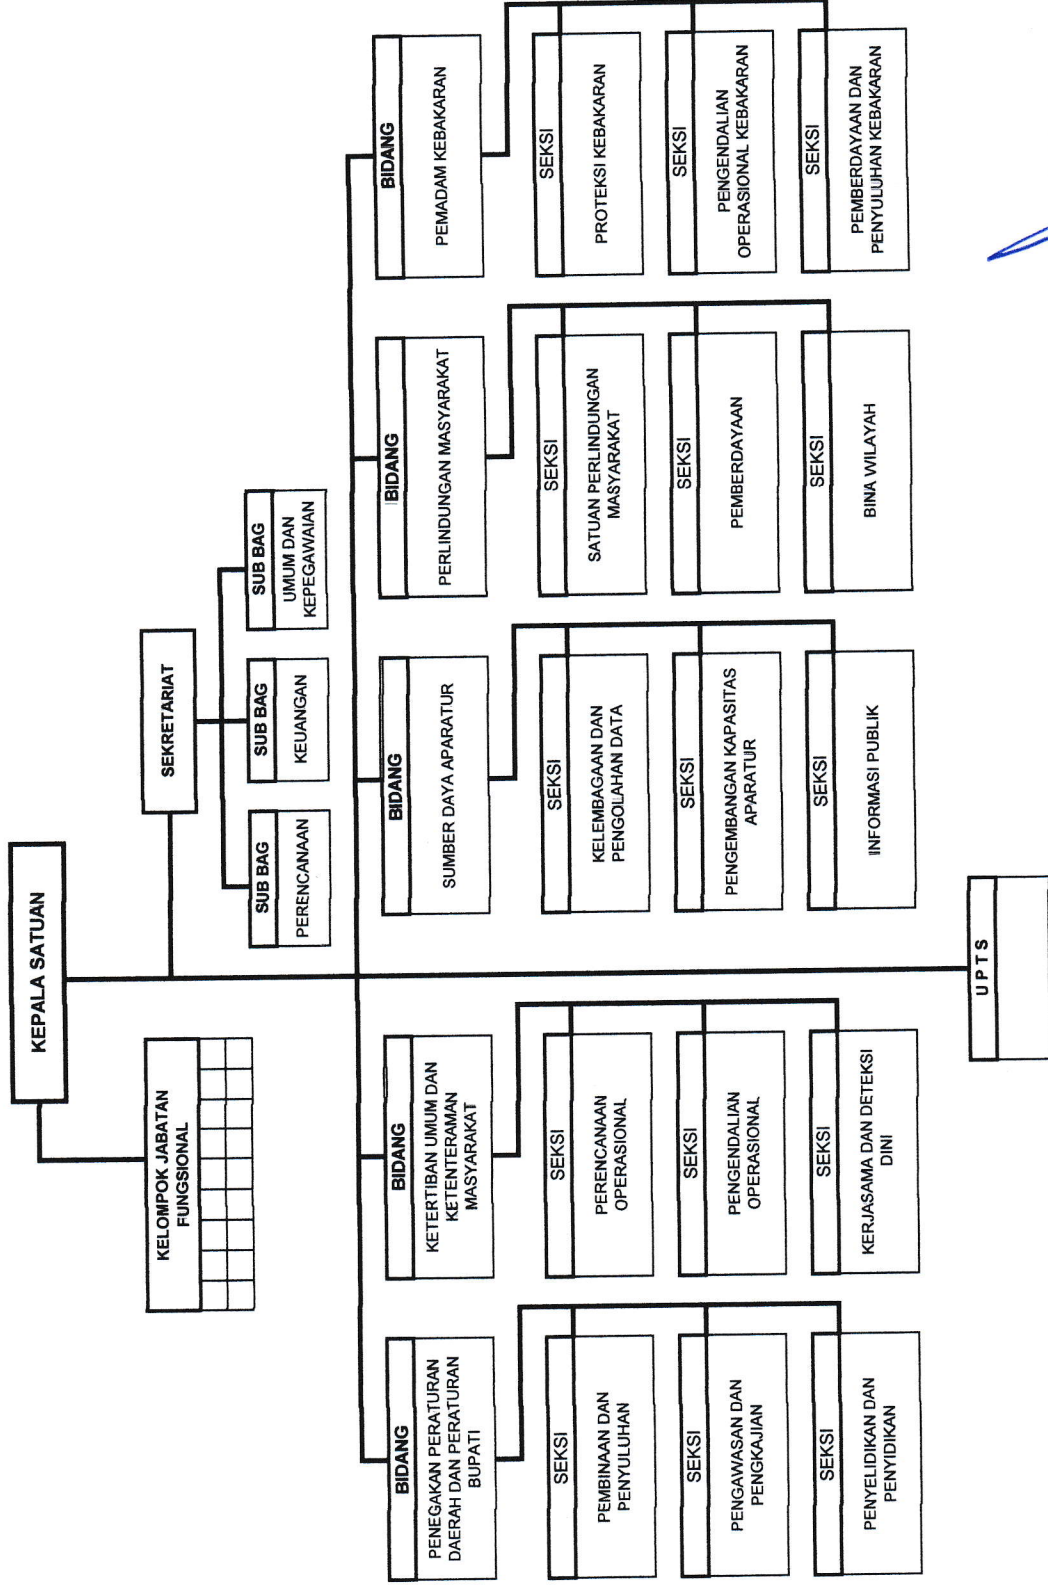 KEPALA SATUAN
KELOMPOK JABATAN
FUNGSIONAL
SEKRETARIAT
SUB BAG
PERENCANAAN
SUB BAG
KEUANGAN
SUB BAG
UMUM DAN
KEPEGAWAIAN
BIDANG
PENEGAKAN PERATURAN
DAERAH DAN PERATURAN
BUPATI
SEKSI
PEMBINAAN DAN
PENYULUHAN
SEKSI
PENGAWASAN DAN
PENGKAJIAN
SEKSI
PENYELIDIKAN DAN
PENYIDIKAN
BIDANG
KETERTIBAN UMUM DAN
KETENTERAMAN
MASYARAKAT
SEKSI
PERENCANAAN
OPERASIONAL
SEKSI
PENGENDALIAN
OPERASIONAL
SEKSI
KERJASAMA DAN DETEKSI
DINI
BIDANG
SUMBER DAYA APARATUR
SEKSI
KELEMBAGAAN DAN
PENGOLAHAN DATA
SEKSI
PENGEMBANGAN KAPASITAS
APARATUR
SEKSI
INFORMASI PUBLIK
BIDANG
PERLINDUNGAN MASYARAKAT
SEKSI
SATUAN PERLINDUNGAN
MASYARAKAT
SEKSI
PEMBERDAYAAN
SEKSI
BINA WILAYAH
BIDANG
PEMADAM KEBAKARAN
SEKSI
PROTEKSI KEBAKARAN
SEKSI
PENGENDALIAN
OPERASIONAL KEBAKARAN
SEKSI
PEMBERDAYAAN DAN
PENYULUHAN KEBAKARAN
U P T S